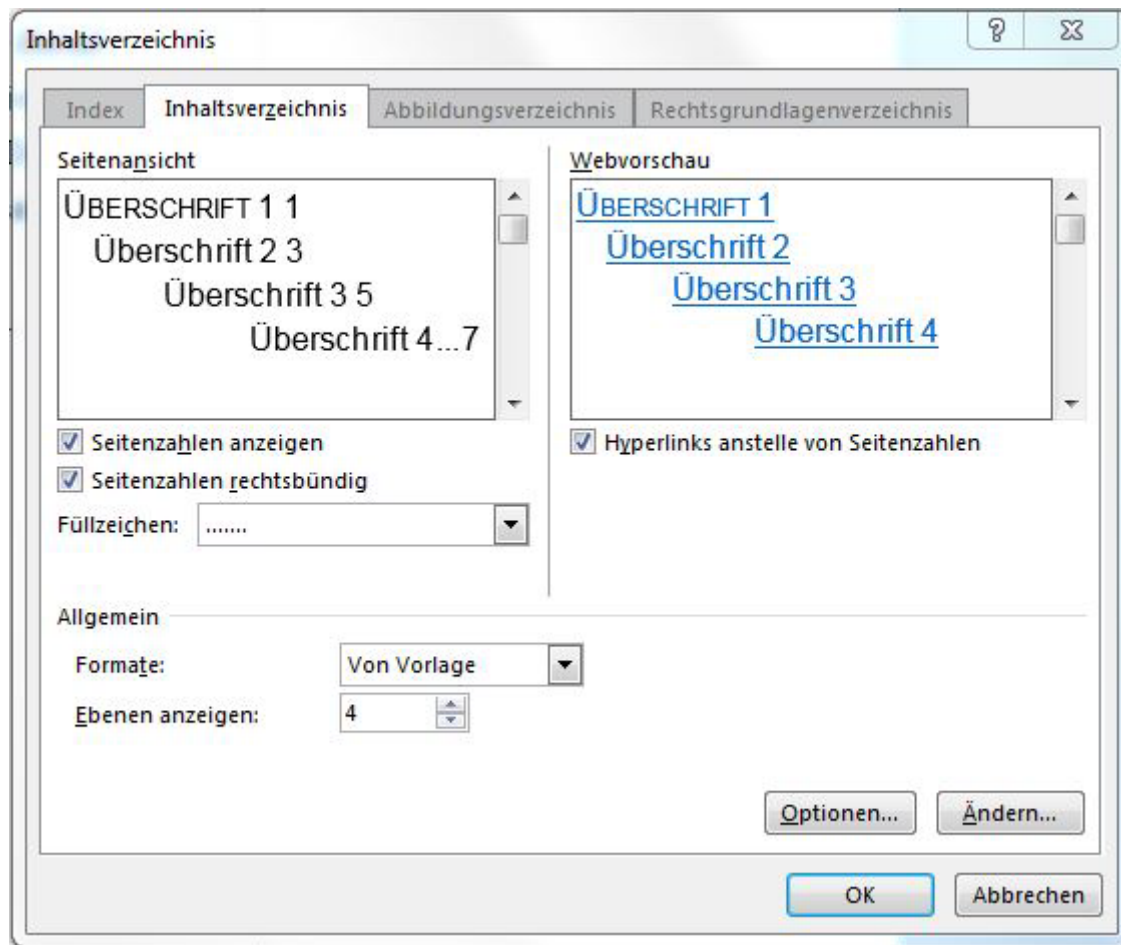 Inhaltsverzeichnis
Index Inhaltsverzeichnis Abbildungsverzeichnis Rechtsgrundlagenverzeichnis
Seitenansicht
ÜBERSCHRIFT 1 1
Überschrift 2 3
Überschrift 3 5
Überschrift 4...7
Seitenzahlen anzeigen
Seitenzahlen rechtsbündig
Füllzeichen: .......
Webvorschau
ÜBERSCHRIFT 1
Überschrift 2
Überschrift 3
Überschrift 4
Hyperlinks anstelle von Seitenzahlen
Allgemein
Formate: Von Vorlage
Ebenen anzeigen: 4
Optionen... Ändern...
OK Abbrechen